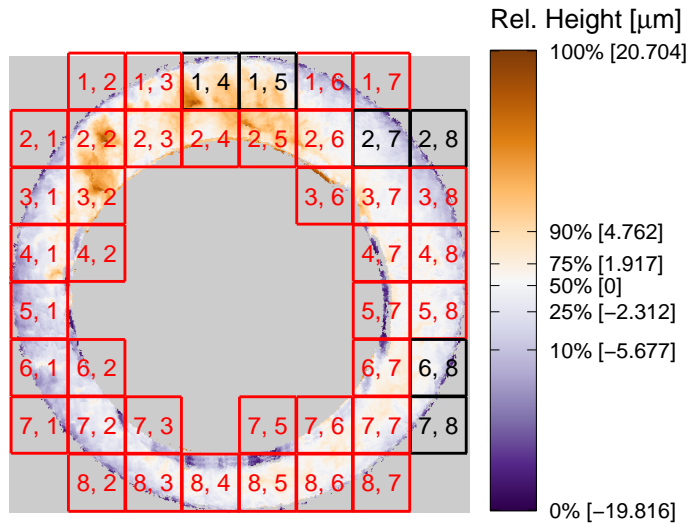 Rel. Height [μm]
100% [20.704]
90% [4.762]
75% [1.917]
50% [0]
25% [−2.312]
10% [−5.677]
0% [−19.816]
1, 2 1, 3 1, 4 1, 5 1, 6 1, 7
2, 1 2, 2 2, 3 2, 4 2, 5 2, 6 2, 7 2, 8
3, 1 3, 2 3, 6 3, 7 3, 8
4, 1 4, 2 4, 7 4, 8
5, 1 5, 7 5, 8
6, 1 6, 2 6, 7 6, 8
7, 1 7, 2 7, 3 7, 5 7, 6 7, 7 7, 8
8, 2 8, 3 8, 4 8, 5 8, 6 8, 7